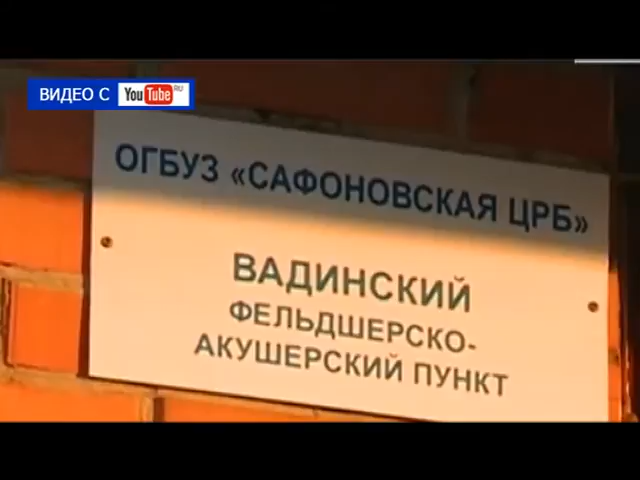 ВИДЕО С YouTube RU
ОГБУЗ «САФОНОВСКАЯ ЦРБ»
ВАДИНСКИЙ
ФЕЛЬДШЕРСКО-
АКУШЕРСКИЙ ПУНКТ